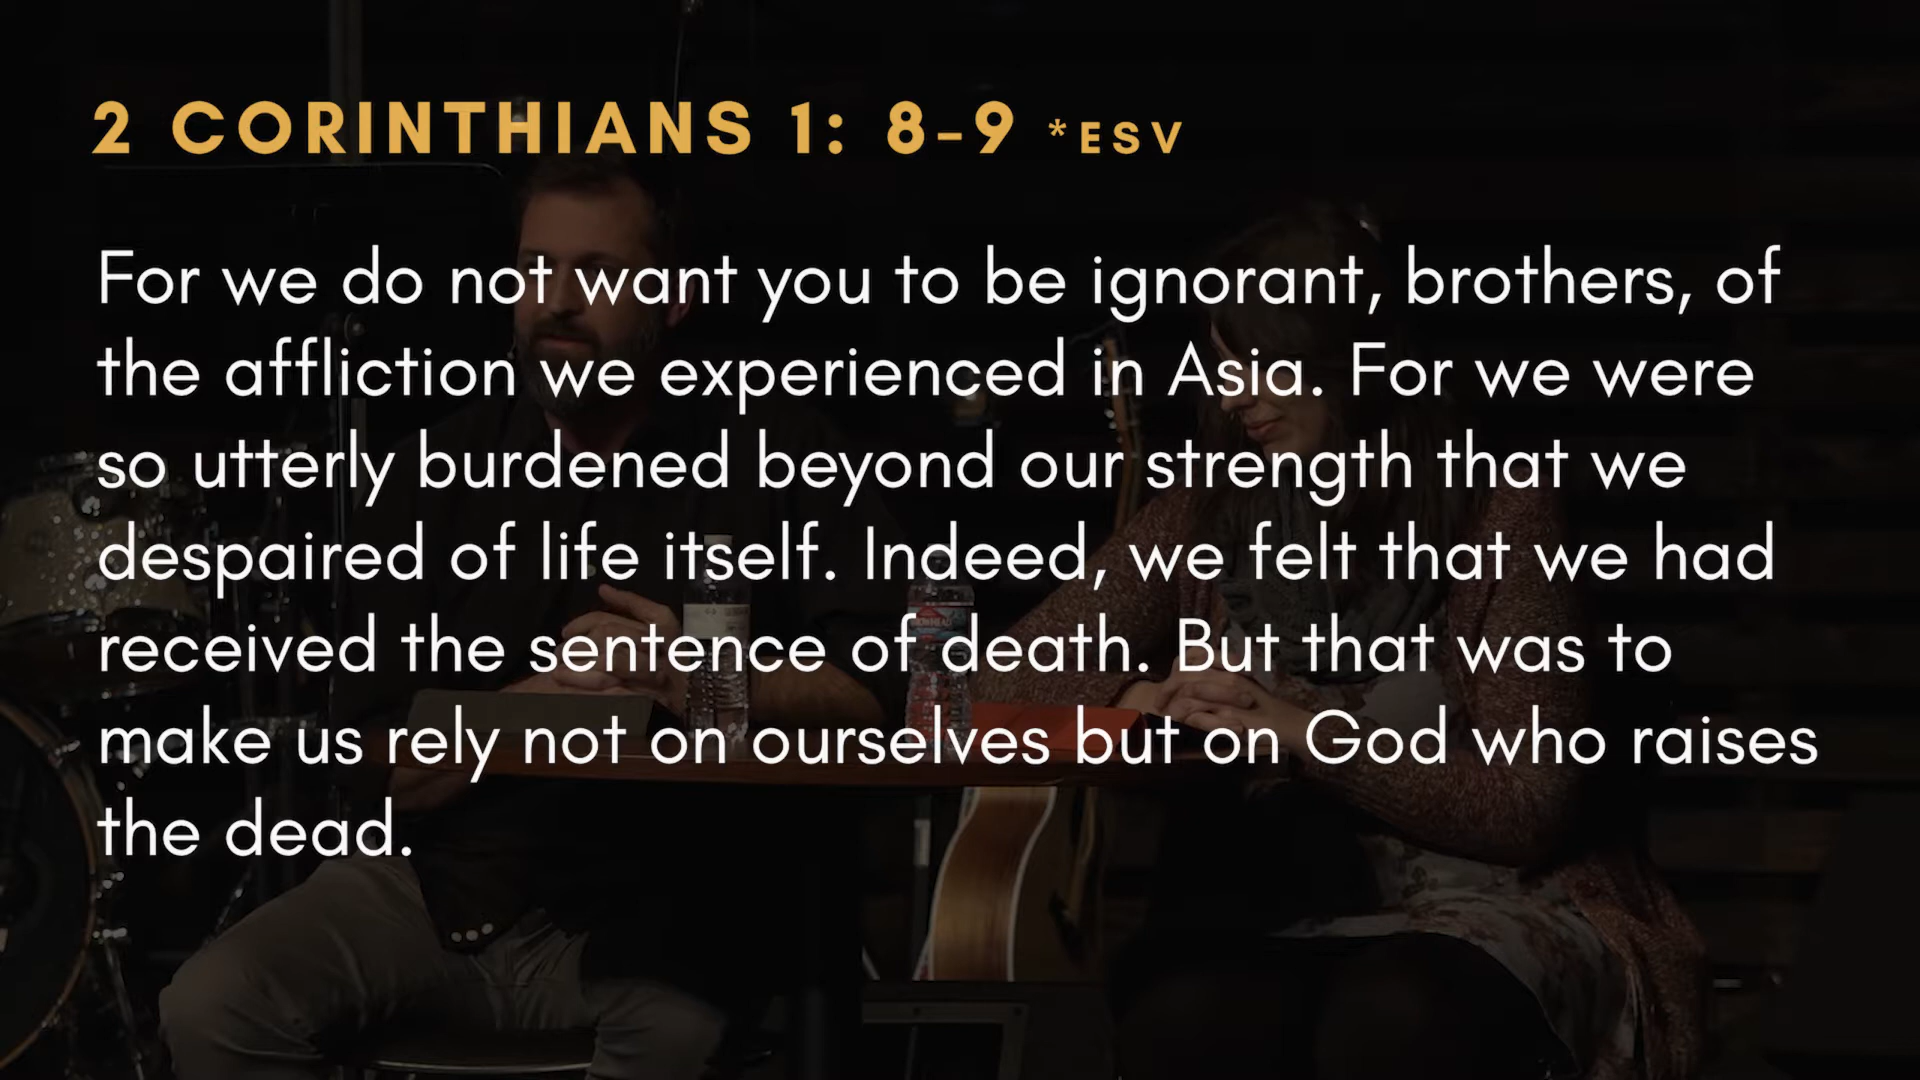 2 CORINTHIANS 1: 8-9 *ESV
For we do not want you to be ignorant, brothers, of
the affliction we experienced in Asia. For we were
so utterly burdened beyond our strength that we
despaired of life itself. Indeed, we felt that we had
received the sentence of death. But that was to
make us rely not on ourselves but on God who raises
the dead.